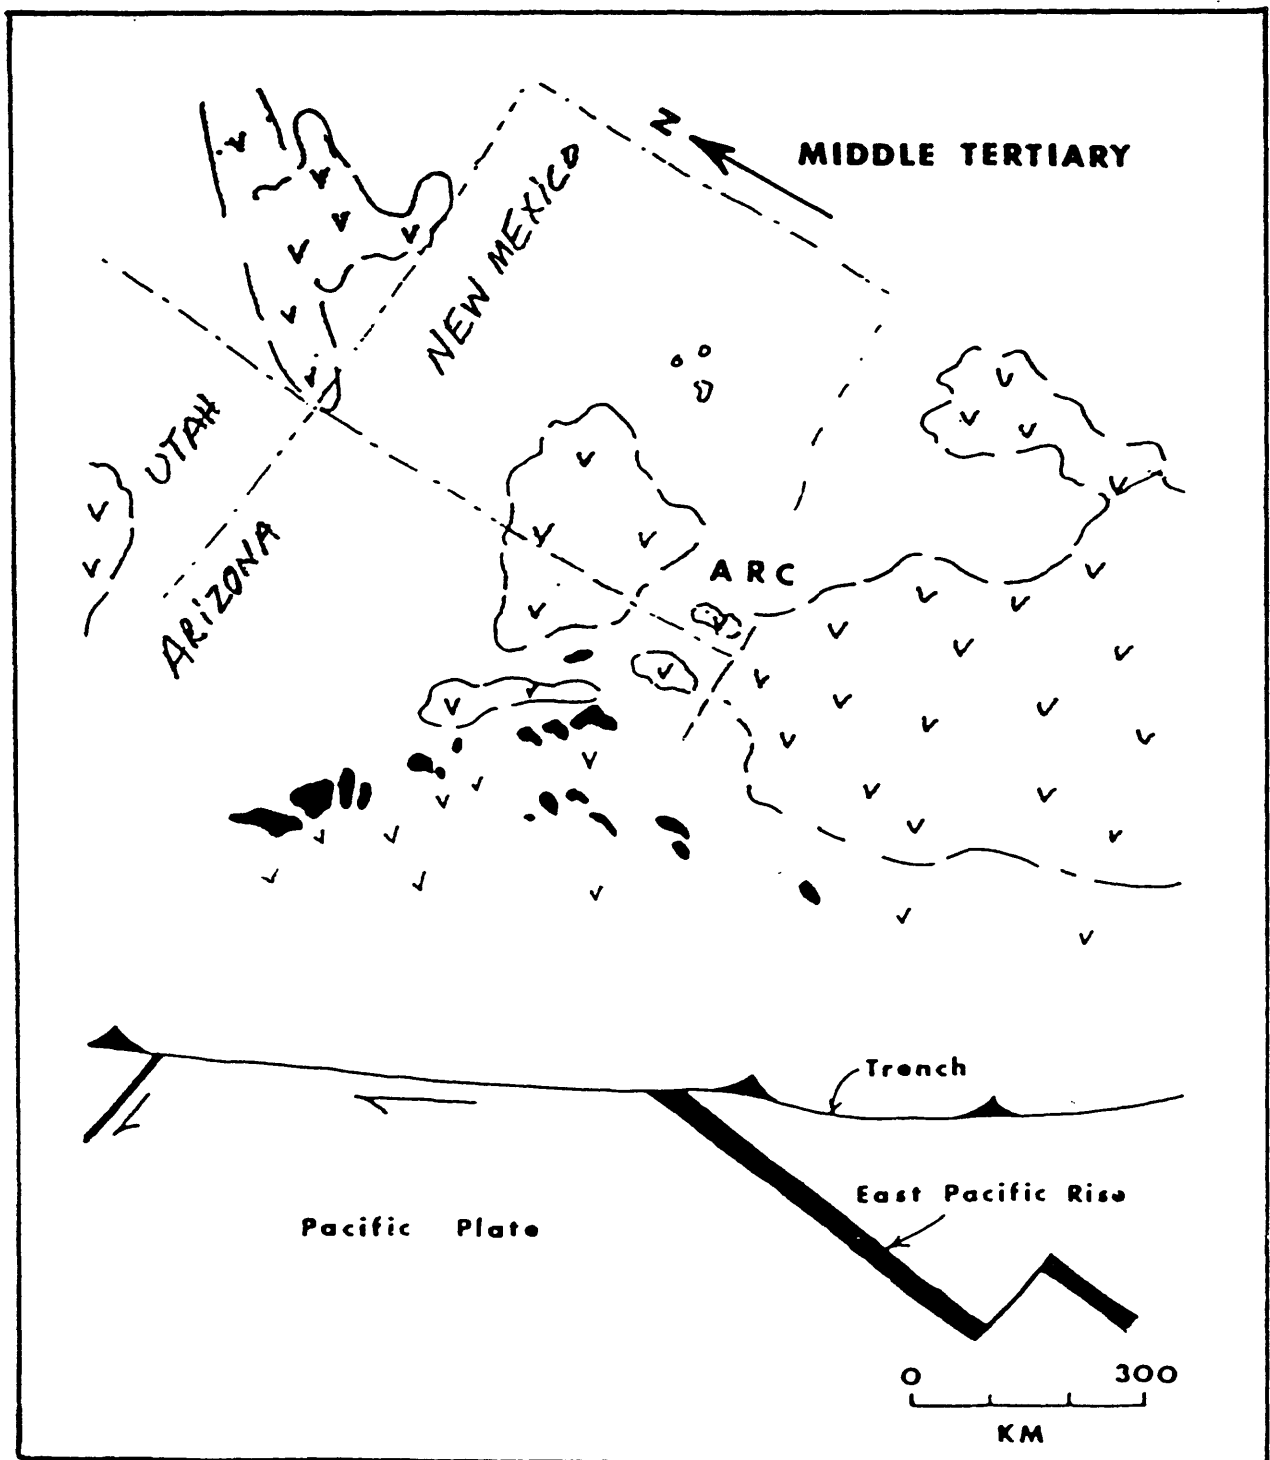 N
MIDDLE TERTIARY
NEW MEXICO
UTAH
ARIZONA
ARC
Trench
East Pacific Rise
Pacific Plate
0 300
KM